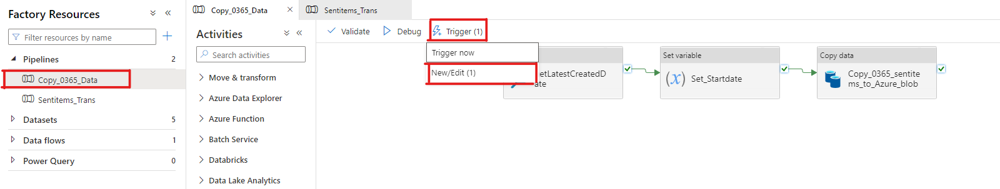 Factory Resources
Filter resources by name
Pipelines 2
Copy_0365_Data
Sentitems_Trans
Datasets 5
Data flows 1
Power Query 0
Copy_0365_Data
Sentitems_Trans
Activities
Search activities
Move & transform
Azure Data Explorer
Azure Function
Batch Service
Databricks
Data Lake Analytics
Validate
Debug
Trigger (1)
Trigger now
New/Edit (1)
etLatestCreatedD
ate
Set variable
(x)
Set_Startdate
Copy data
Copy_0365_sentite
ms_to_Azure_blob